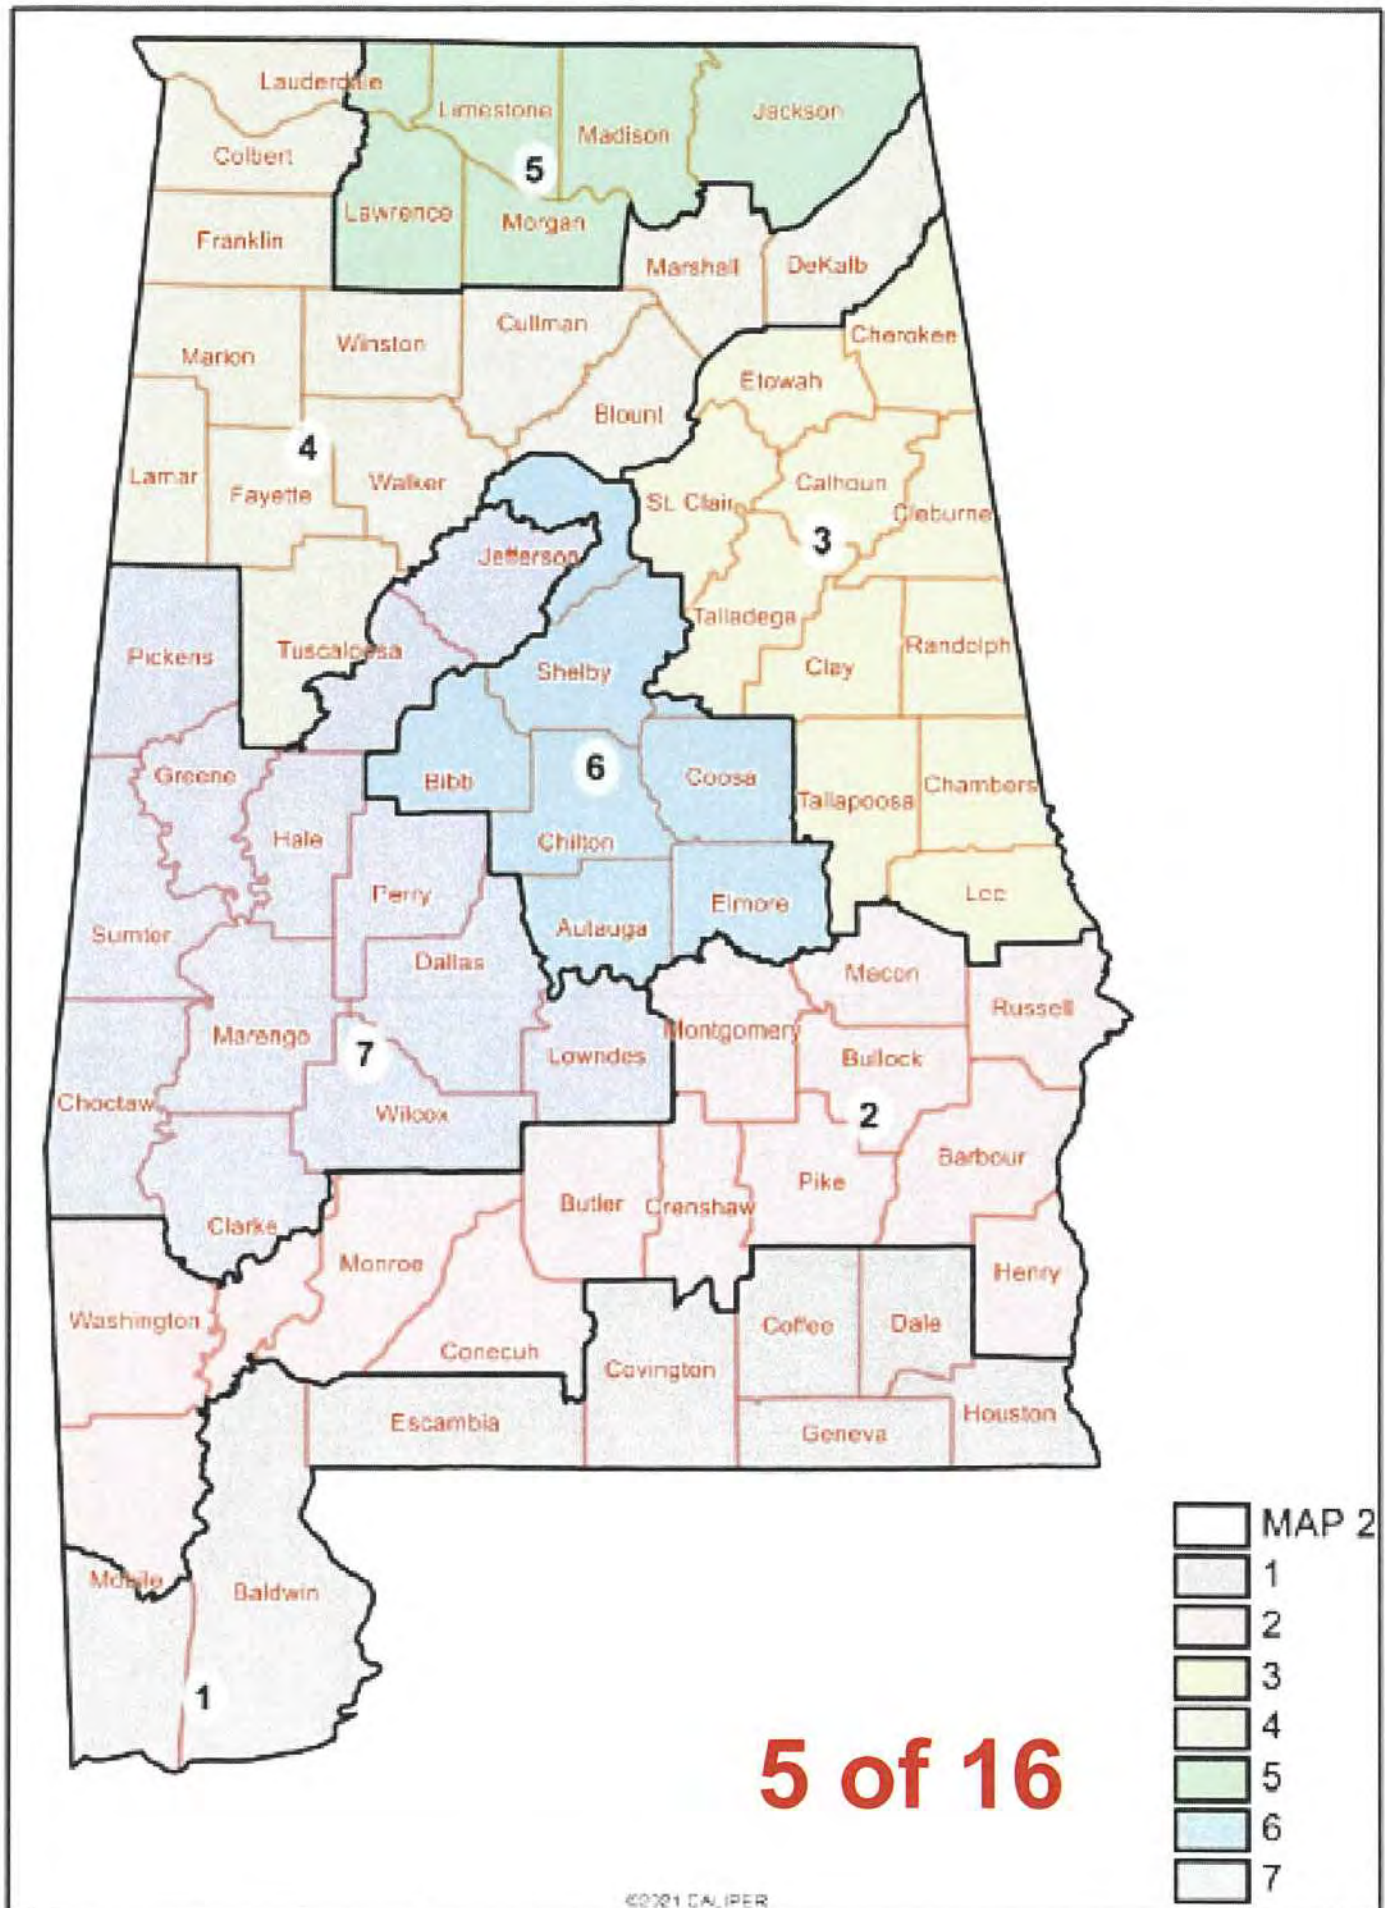 Lauderdale
Limestone
Madison
Jackson
Colbert
5
Lawrence
Morgan
Franklin
Marshall
DeKalb
Cullman
Winston
Marion
Cherokee
Etowah
Blount
4
Lamar
Fayette
Walker
St. Clair
Calhoun
Cleburne
3
Jefferson
Talladega
Randolph
Pickens
Tuscaloosa
Shelby
Clay
Greene
Bibb
6
Coosa
Tallapoosa
Chambers
Hale
Chilton
Perry
Elmore
Lee
Sumter
Autauga
Dallas
Macon
Russell
Marengo
7
Lowndes
Montgomery
Bullock
Choctaw
Wilcox
2
Barbour
Pike
Butler
Crenshaw
Clarke
Monroe
Henry
Washington
Conecuh
Coffee
Dale
Covington
Escambia
Geneva
Houston
Mobile
Baldwin
1
5 of 16
MAP 2
1
2
3
4
5
6
7
©2021 CALIPER